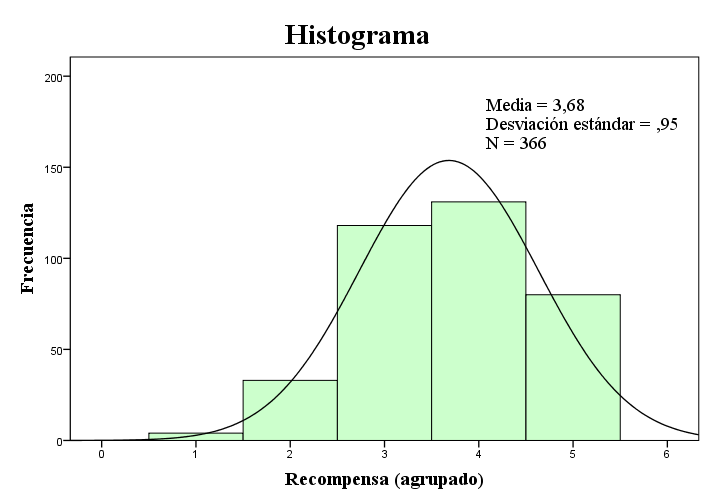 Histograma
200
150
100
50
0
Frecuencia
Media = 3,68
Desviación estándar = ,95
N = 366
0 1 2 3 4 5 6
Recompensa (agrupado)